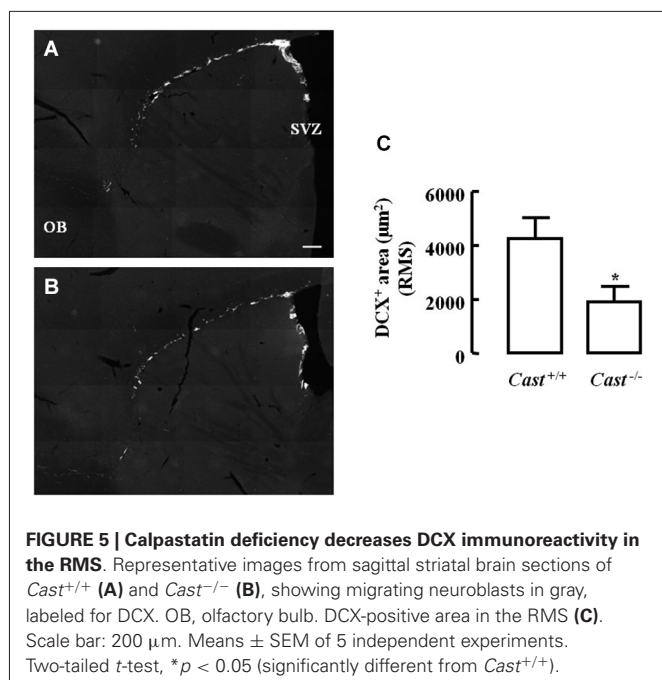 A
SVZ
OB
B
C
DCX⁺ area (μm²)
(RMS)
6000
4000
2000
0
*
Cast⁺/⁺
Cast⁻/⁻
FIGURE 5 | Calpastatin deficiency decreases DCX immunoreactivity in
the RMS. Representative images from sagittal striatal brain sections of
Cast⁺/⁺ (A) and Cast⁻/⁻ (B), showing migrating neuroblasts in gray,
labeled for DCX. OB, olfactory bulb. DCX-positive area in the RMS (C).
Scale bar: 200 μm. Means ± SEM of 5 independent experiments.
Two-tailed t-test, *p < 0.05 (significantly different from Cast⁺/⁺).